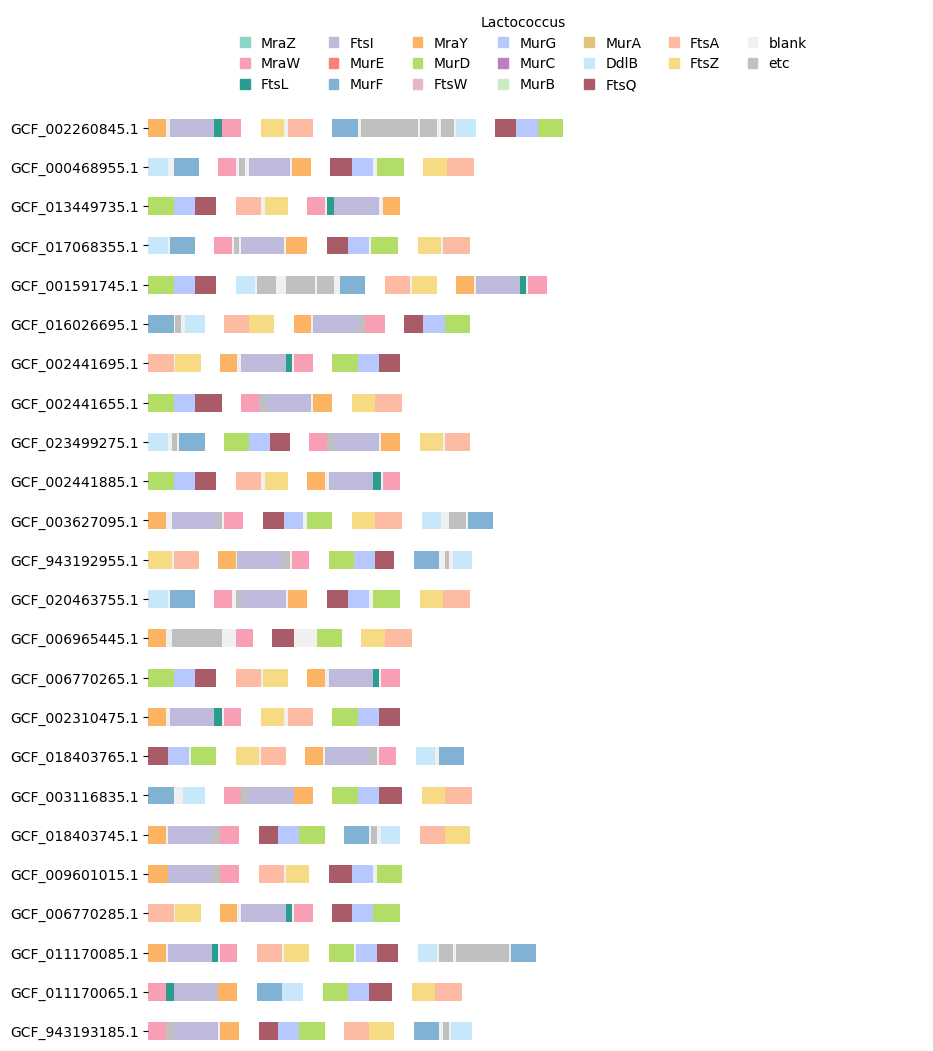 Lactococcus
MraZ FtsI MraY MurG MurA FtsA blank
MraW MurE MurD MurC DdlB FtsZ etc
FtsL MurF FtsW MurB FtsQ
GCF_002260845.1
GCF_000468955.1
GCF_013449735.1
GCF_017068355.1
GCF_001591745.1
GCF_016026695.1
GCF_002441695.1
GCF_002441655.1
GCF_023499275.1
GCF_002441885.1
GCF_003627095.1
GCF_943192955.1
GCF_020463755.1
GCF_006965445.1
GCF_006770265.1
GCF_002310475.1
GCF_018403765.1
GCF_003116835.1
GCF_018403745.1
GCF_009601015.1
GCF_006770285.1
GCF_011170085.1
GCF_011170065.1
GCF_943193185.1